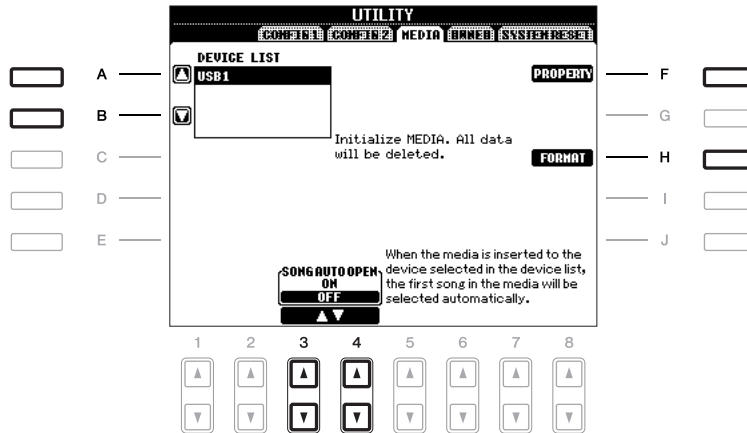 UTILITY
CONFIG 1 CONFIG 2 MEDIA OWNER SYSTEM RESET
DEVICE LIST
USB1
PROPERTY
Initialize MEDIA. All data
will be deleted.
FORMAT
When the media is inserted to the
device selected in the device list,
the first song in the media will be
selected automatically.
SONG AUTO OPEN
ON
OFF
A
B
C
D
E
F
G
H
I
J
1 2 3 4 5 6 7 8